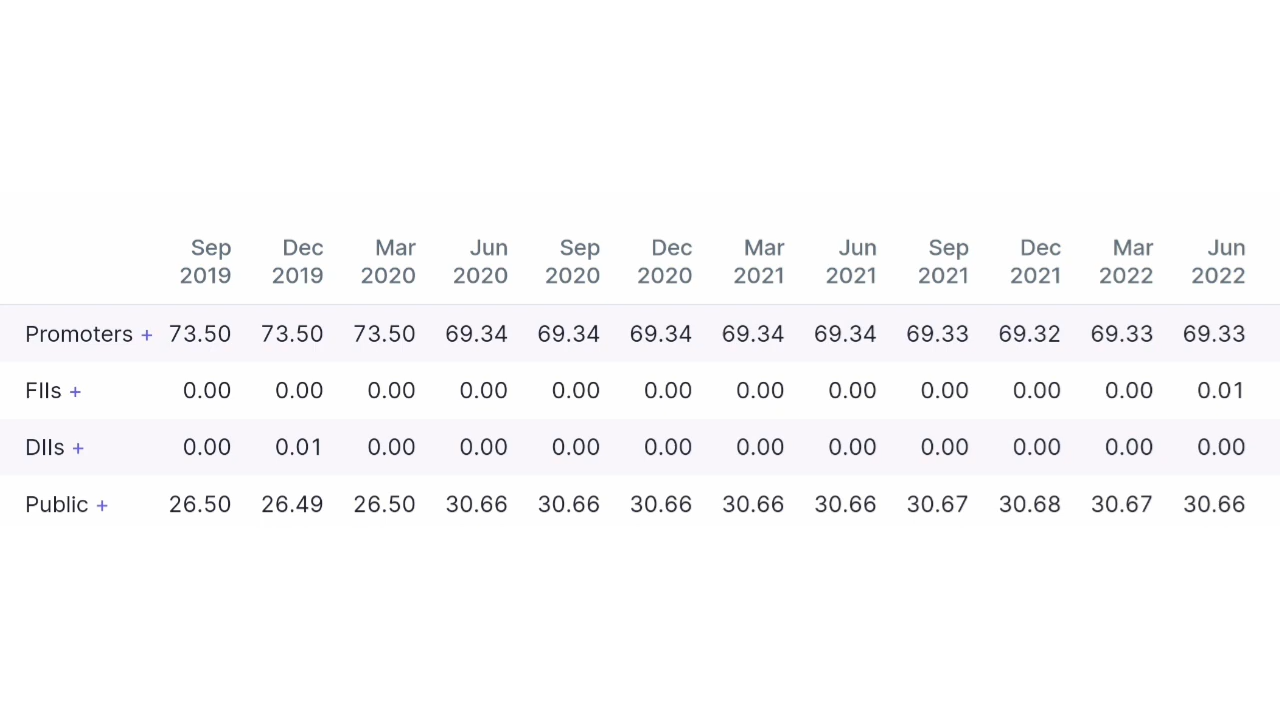 Sep Dec Mar Jun Sep Dec Mar Jun Sep Dec Mar Jun
2019 2019 2020 2020 2020 2020 2021 2021 2021 2021 2022 2022
Promoters + 73.50 73.50 73.50 69.34 69.34 69.34 69.34 69.34 69.33 69.32 69.33 69.33
FIIs + 0.00 0.00 0.00 0.00 0.00 0.00 0.00 0.00 0.00 0.00 0.00 0.01
DIIs + 0.00 0.01 0.00 0.00 0.00 0.00 0.00 0.00 0.00 0.00 0.00 0.00
Public + 26.50 26.49 26.50 30.66 30.66 30.66 30.66 30.66 30.67 30.68 30.67 30.66